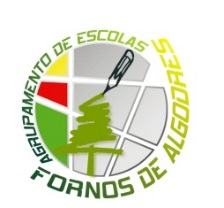 AGRUPAMENTO DE ESCOLAS
FORNOS DE ALGODRES